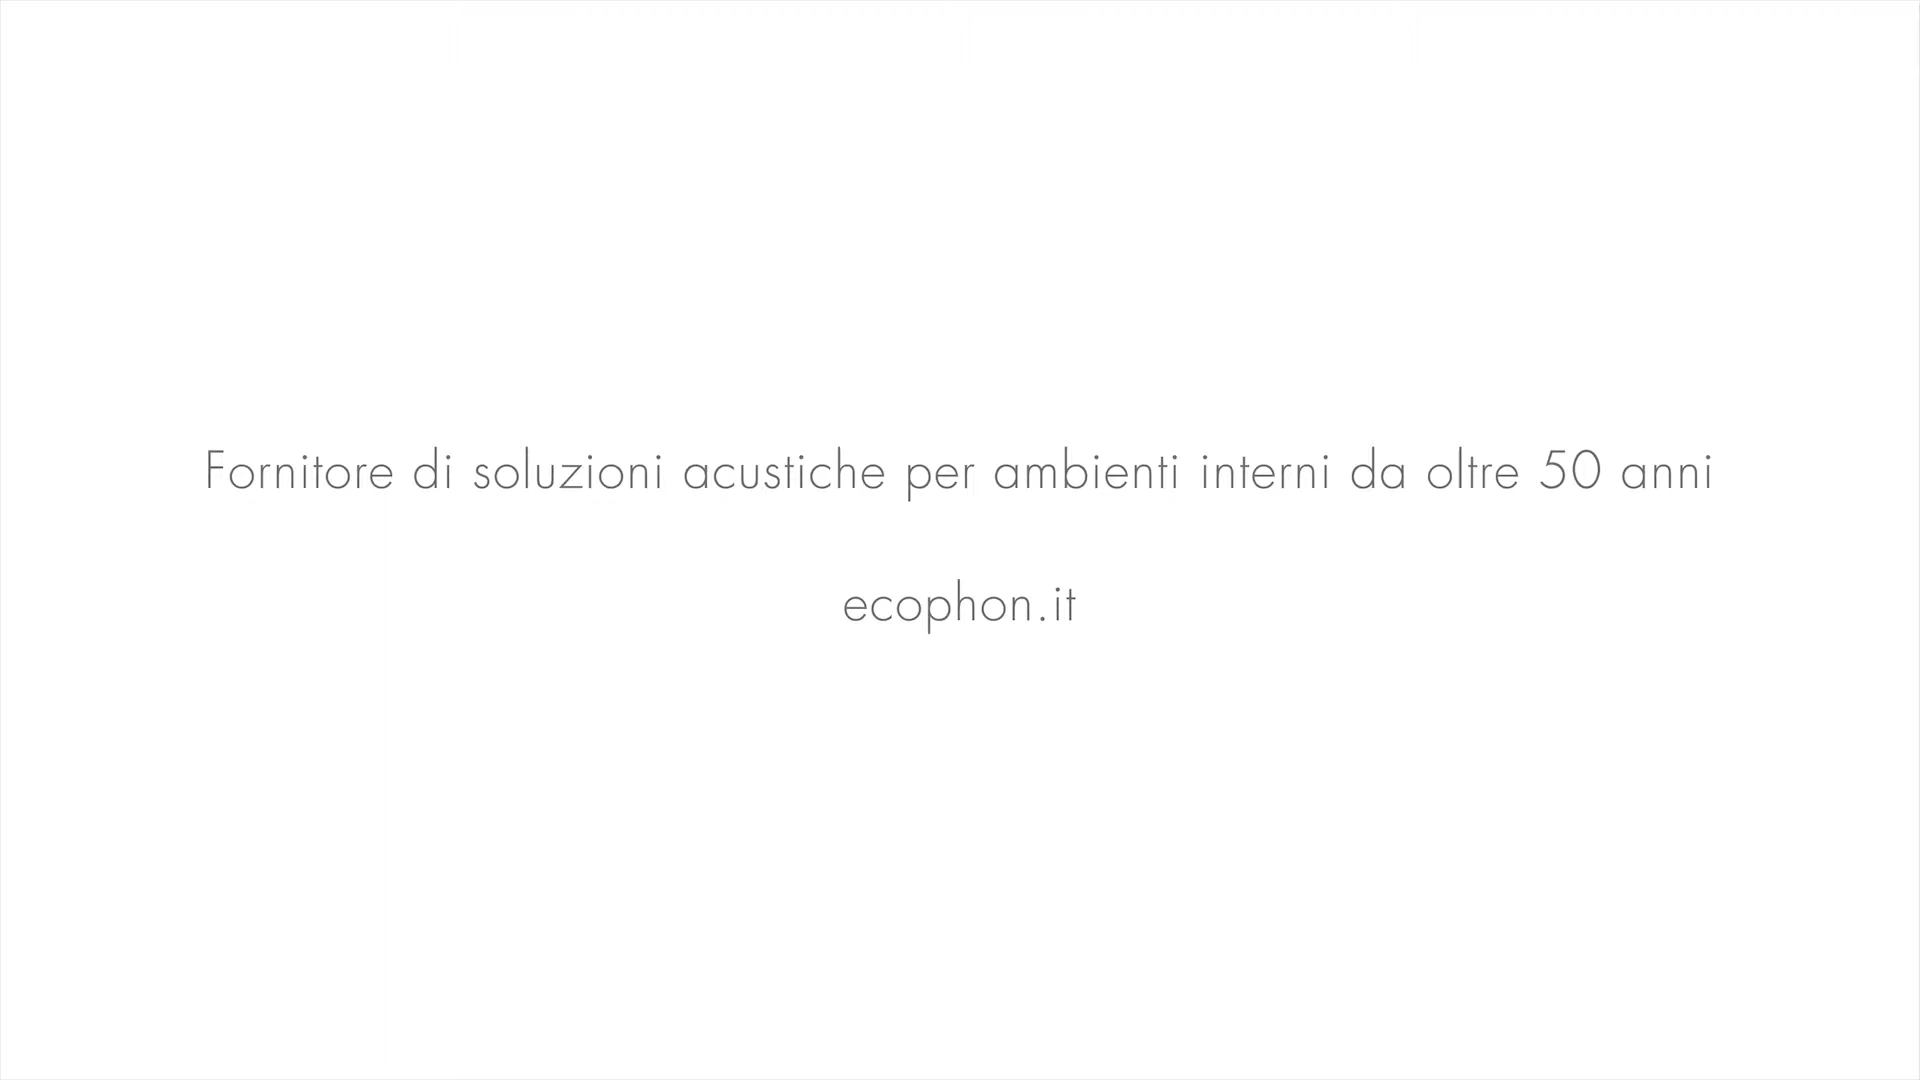 Fornitore di soluzioni acustiche per ambienti interni da oltre 50 anni
ecophon.it